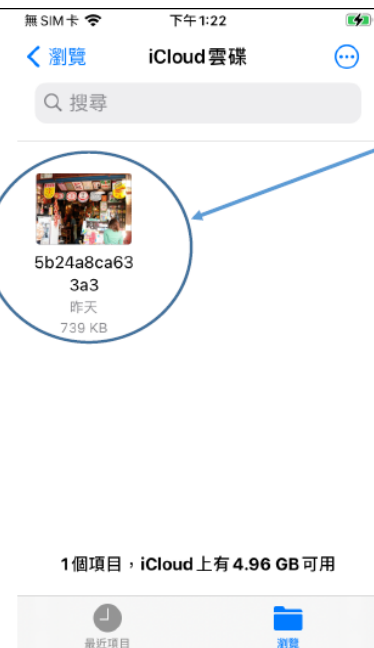 無SIM卡 下午1:22
瀏覽 iCloud雲碟
搜尋
5b24a8ca63
3a3
昨天
739 KB
1個項目，iCloud上有4.96 GB可用
最近項目 瀏覽